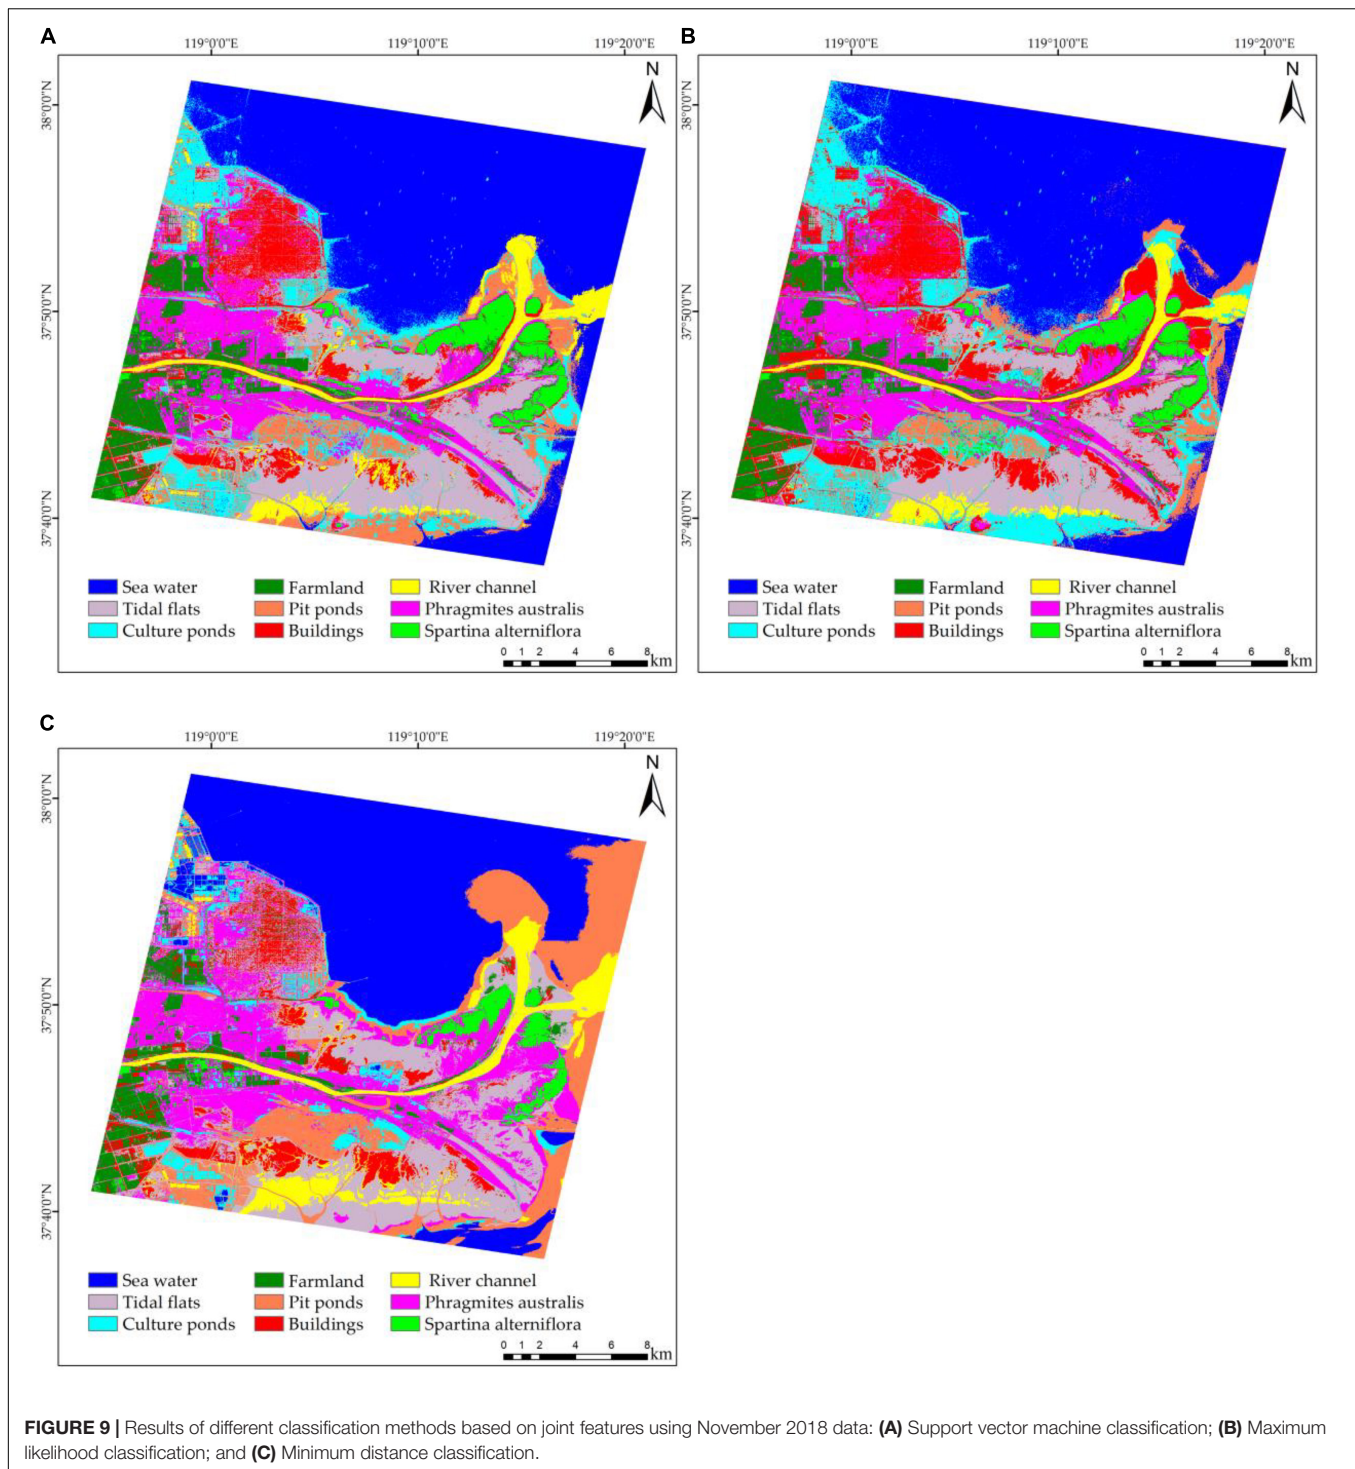 A
119°0'0"E 119°10'0"E 119°20'0"E
N
38°0'0"N
37°50'0"N
37°40'0"N
Sea water Farmland River channel
Tidal flats Pit ponds Phragmites australis
Culture ponds Buildings Spartina alterniflora
0 1 2 4 6 8 km
B
119°0'0"E 119°10'0"E 119°20'0"E
N
38°0'0"N
37°50'0"N
37°40'0"N
Sea water Farmland River channel
Tidal flats Pit ponds Phragmites australis
Culture ponds Buildings Spartina alterniflora
0 1 2 4 6 8 km
C
119°0'0"E 119°10'0"E 119°20'0"E
N
38°0'0"N
37°50'0"N
37°40'0"N
Sea water Farmland River channel
Tidal flats Pit ponds Phragmites australis
Culture ponds Buildings Spartina alterniflora
0 1 2 4 6 8 km
FIGURE 9 | Results of different classification methods based on joint features using November 2018 data: (A) Support vector machine classification; (B) Maximum
likelihood classification; and (C) Minimum distance classification.